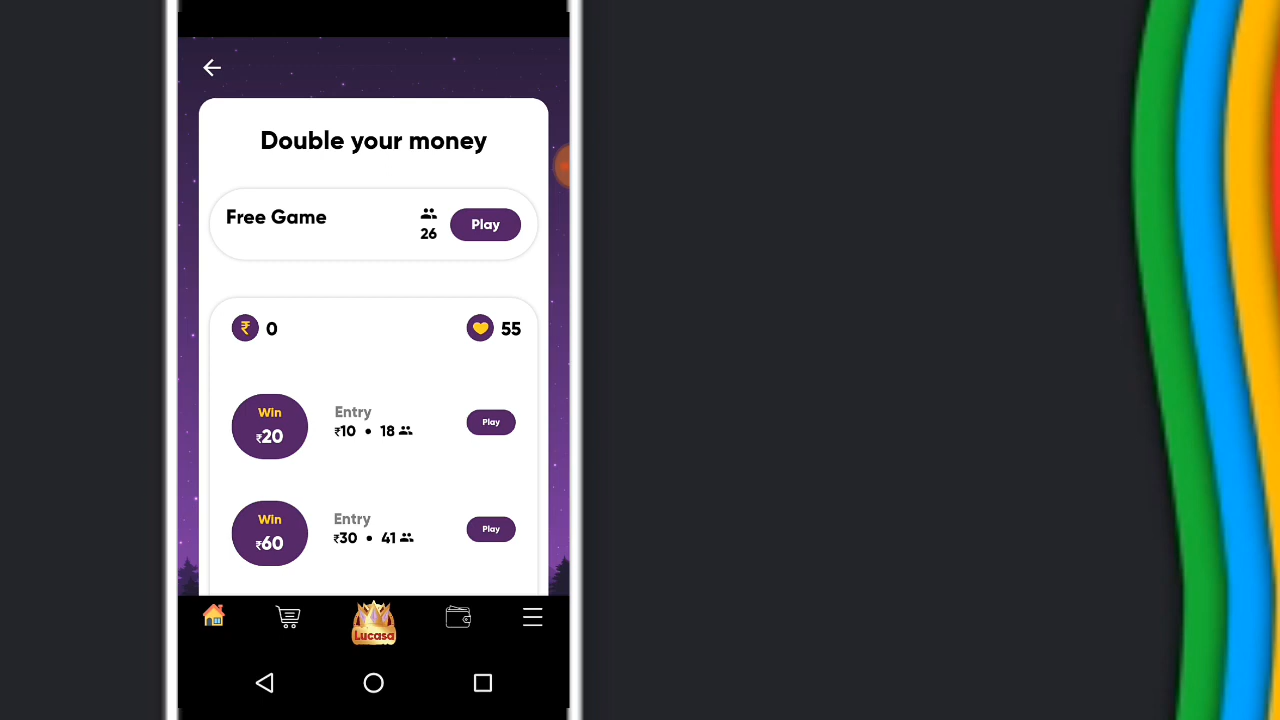 Double your money
Free Game
26
Play
₹ 0
55
Win
₹20
Entry
₹10 • 18
Play
Win
₹60
Entry
₹30 • 41
Play
Lucasa